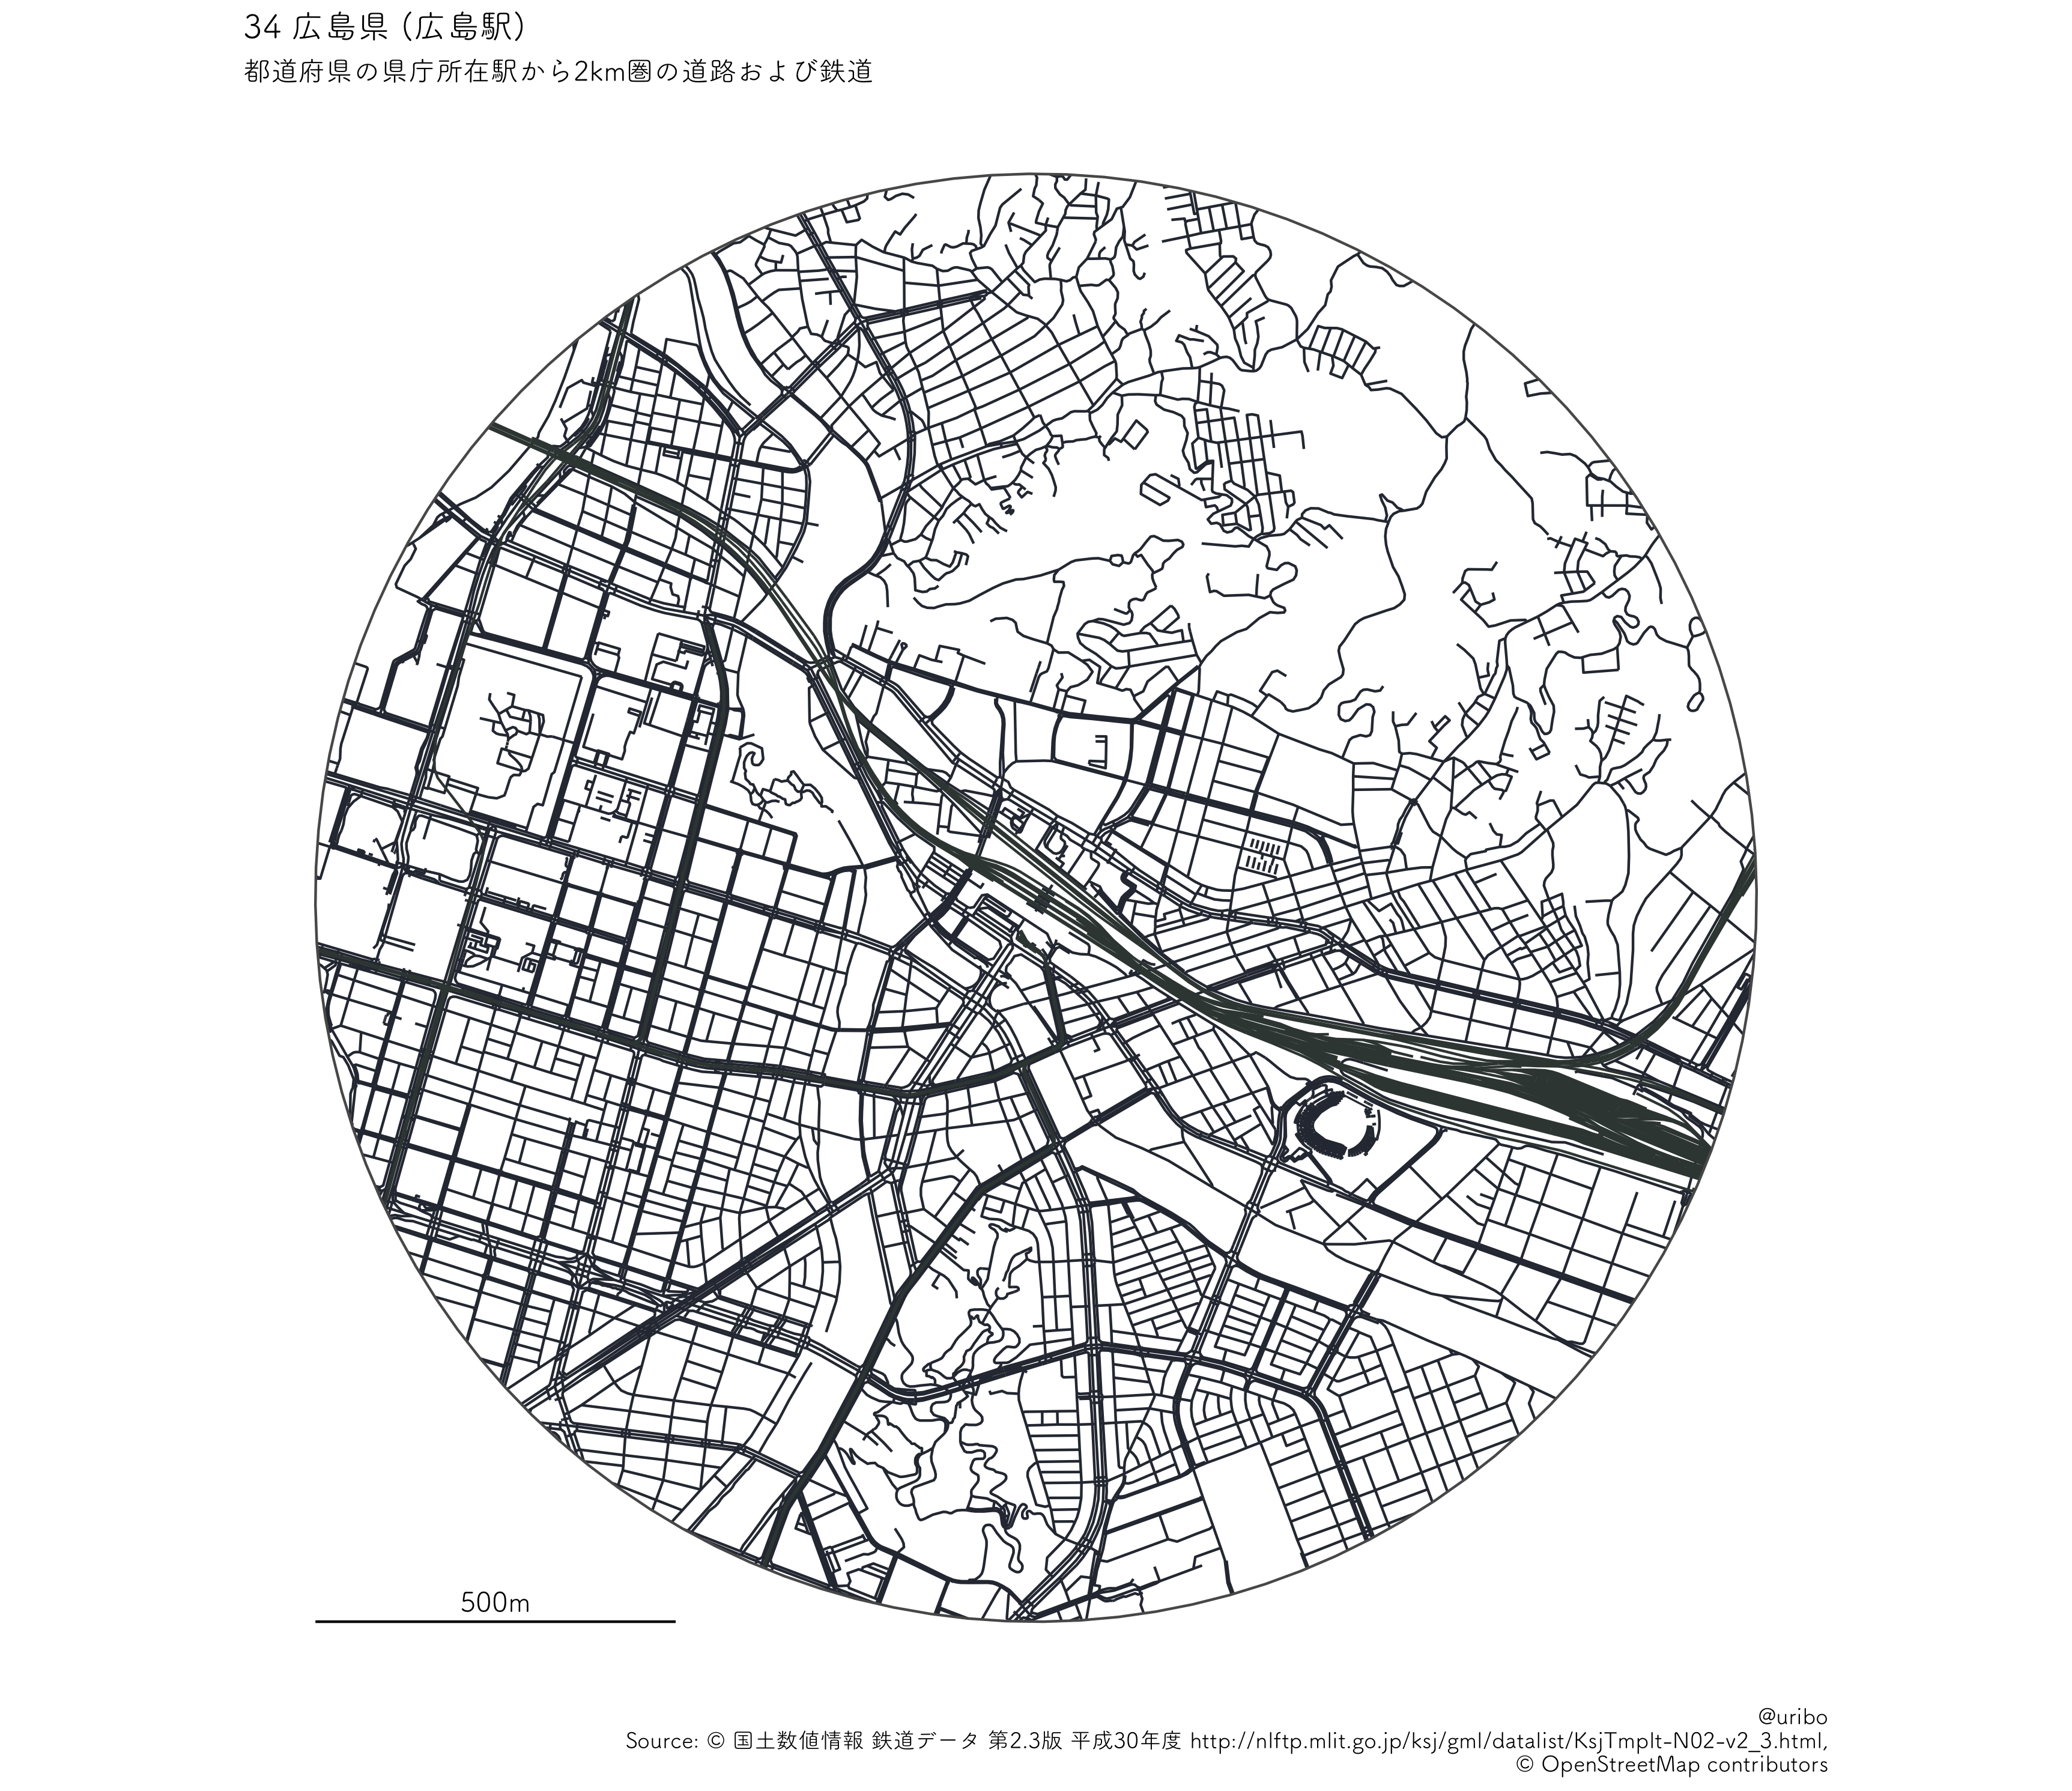 34 広島県 (広島駅)
都道府県の県庁所在駅から2km圏の道路および鉄道
500m
@uribo
Source: © 国土数値情報 鉄道データ 第2.3版 平成30年度 http://nlftp.mlit.go.jp/ksj/gml/datalist/KsjTmplt-N02-v2_3.html,
© OpenStreetMap contributors